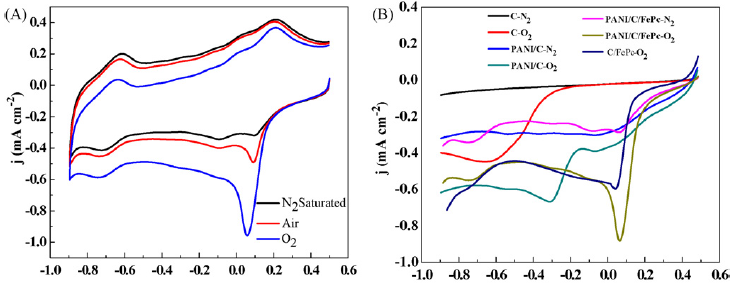 (A)
0.4
0.2
0.0
-0.2
-0.4
-0.6
-0.8
-1.0
j (mA cm-2)
N2Saturated
Air
O2
-1.0 -0.8 -0.6 -0.4 -0.2 0.0 0.2 0.4 0.6
(B)
0.4
0.2
0.0
-0.2
-0.4
-0.6
-0.8
-1.0
j (mA cm-2)
C-N2
C-O2
PANI/C-N2
PANI/C-O2
PANI/C/FePc-N2
PANI/C/FePc-O2
C/FePc-O2
-1.0 -0.8 -0.6 -0.4 -0.2 0.0 0.2 0.4 0.6